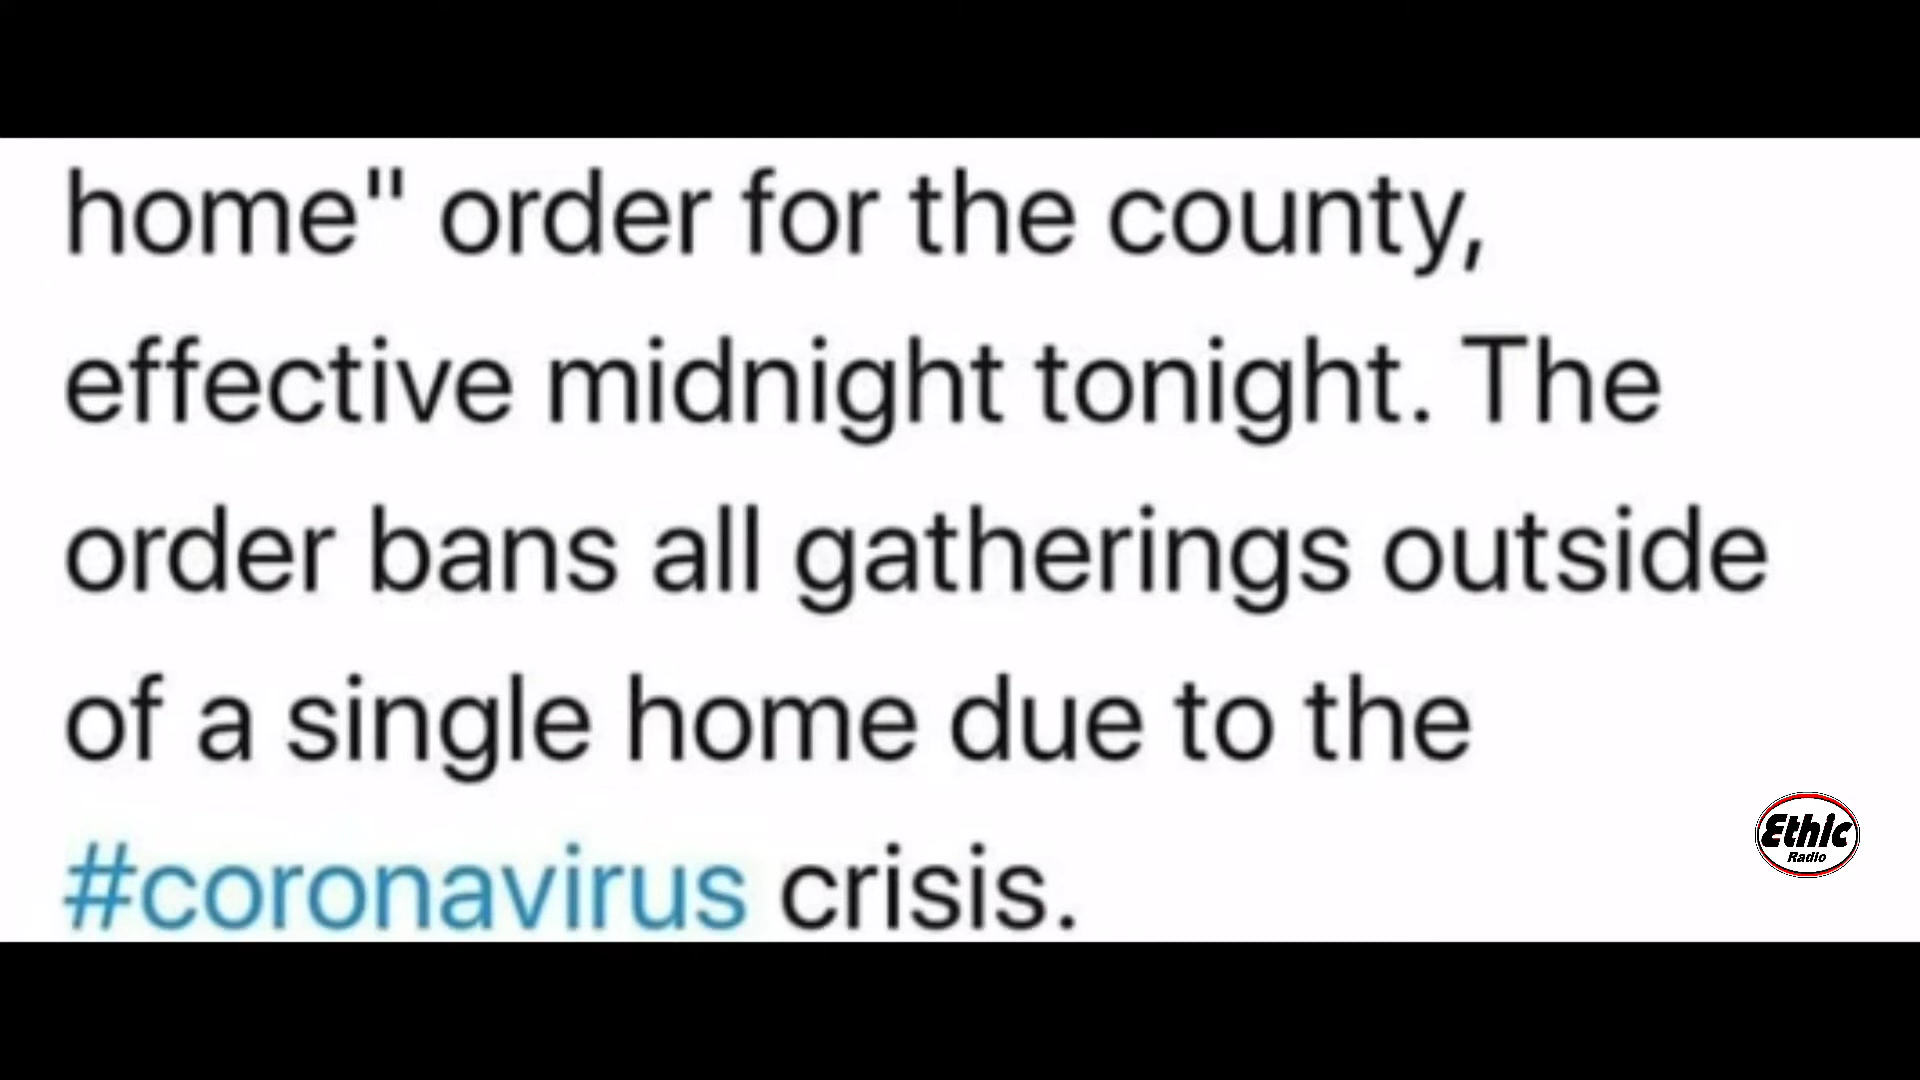 home" order for the county,
effective midnight tonight. The
order bans all gatherings outside
of a single home due to the
#coronavirus crisis.
Ethic
Radio